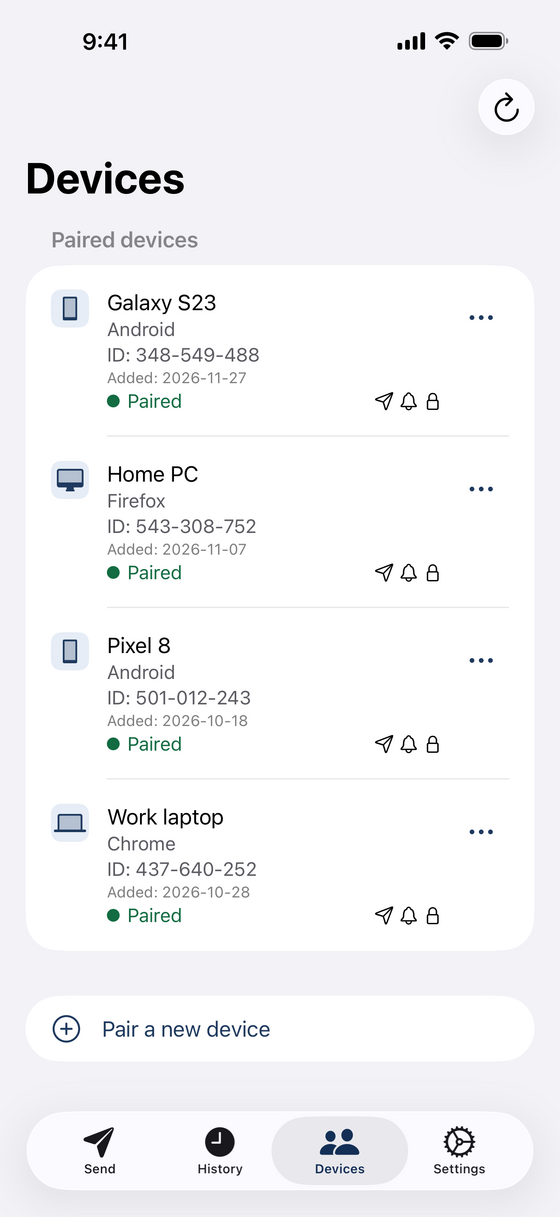 9:41
Devices
Paired devices
Galaxy S23
Android
ID: 348-549-488
Added: 2026-11-27
Paired
Home PC
Firefox
ID: 543-308-752
Added: 2026-11-07
Paired
Pixel 8
Android
ID: 501-012-243
Added: 2026-10-18
Paired
Work laptop
Chrome
ID: 437-640-252
Added: 2026-10-28
Paired
Pair a new device
Send
History
Devices
Settings